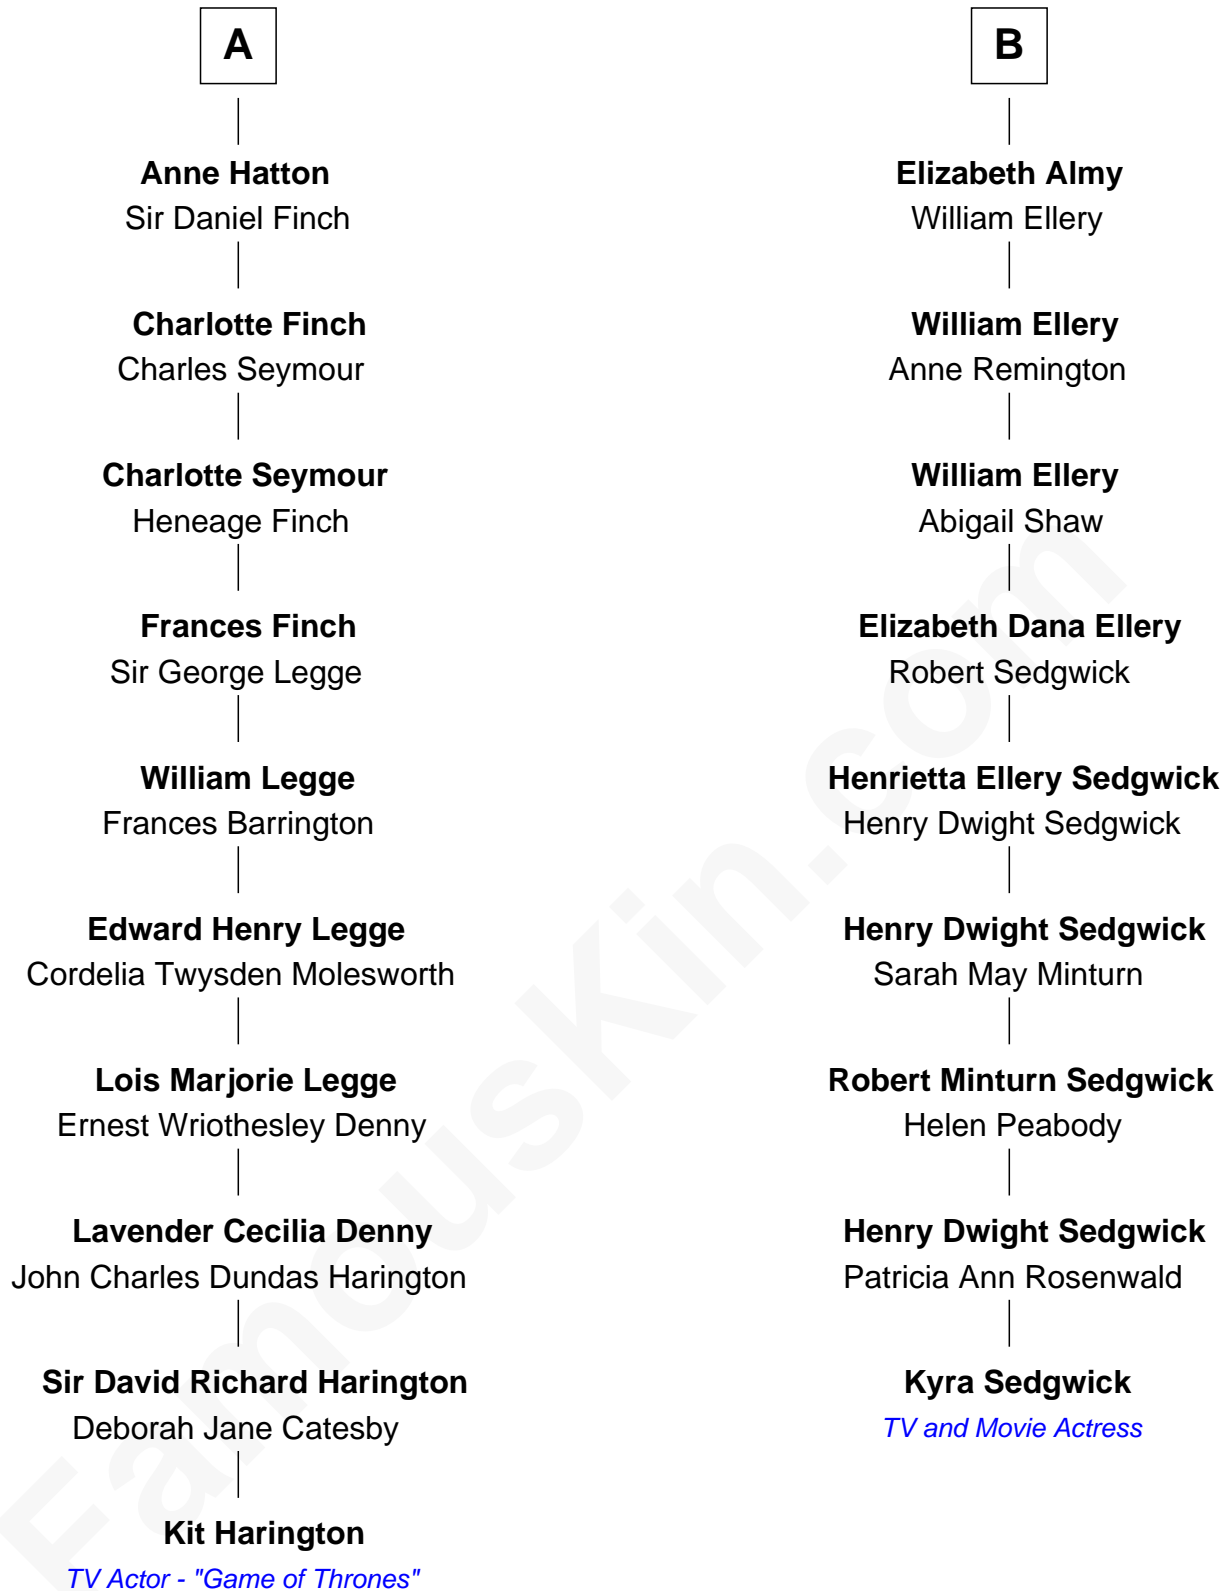 A
Anne Hatton
Sir Daniel Finch
Charlotte Finch
Charles Seymour
Charlotte Seymour
Heneage Finch
Frances Finch
Sir George Legge
William Legge
Frances Barrington
Edward Henry Legge
Cordelia Twysden Molesworth
Lois Marjorie Legge
Ernest Wriothesley Denny
Lavender Cecilia Denny
John Charles Dundas Harington
Sir David Richard Harington
Deborah Jane Catesby
Kit Harington
TV Actor - "Game of Thrones"
B
Elizabeth Almy
William Ellery
William Ellery
Anne Remington
William Ellery
Abigail Shaw
Elizabeth Dana Ellery
Robert Sedgwick
Henrietta Ellery Sedgwick
Henry Dwight Sedgwick
Henry Dwight Sedgwick
Sarah May Minturn
Robert Minturn Sedgwick
Helen Peabody
Henry Dwight Sedgwick
Patricia Ann Rosenwald
Kyra Sedgwick
TV and Movie Actress
FamousKin.com